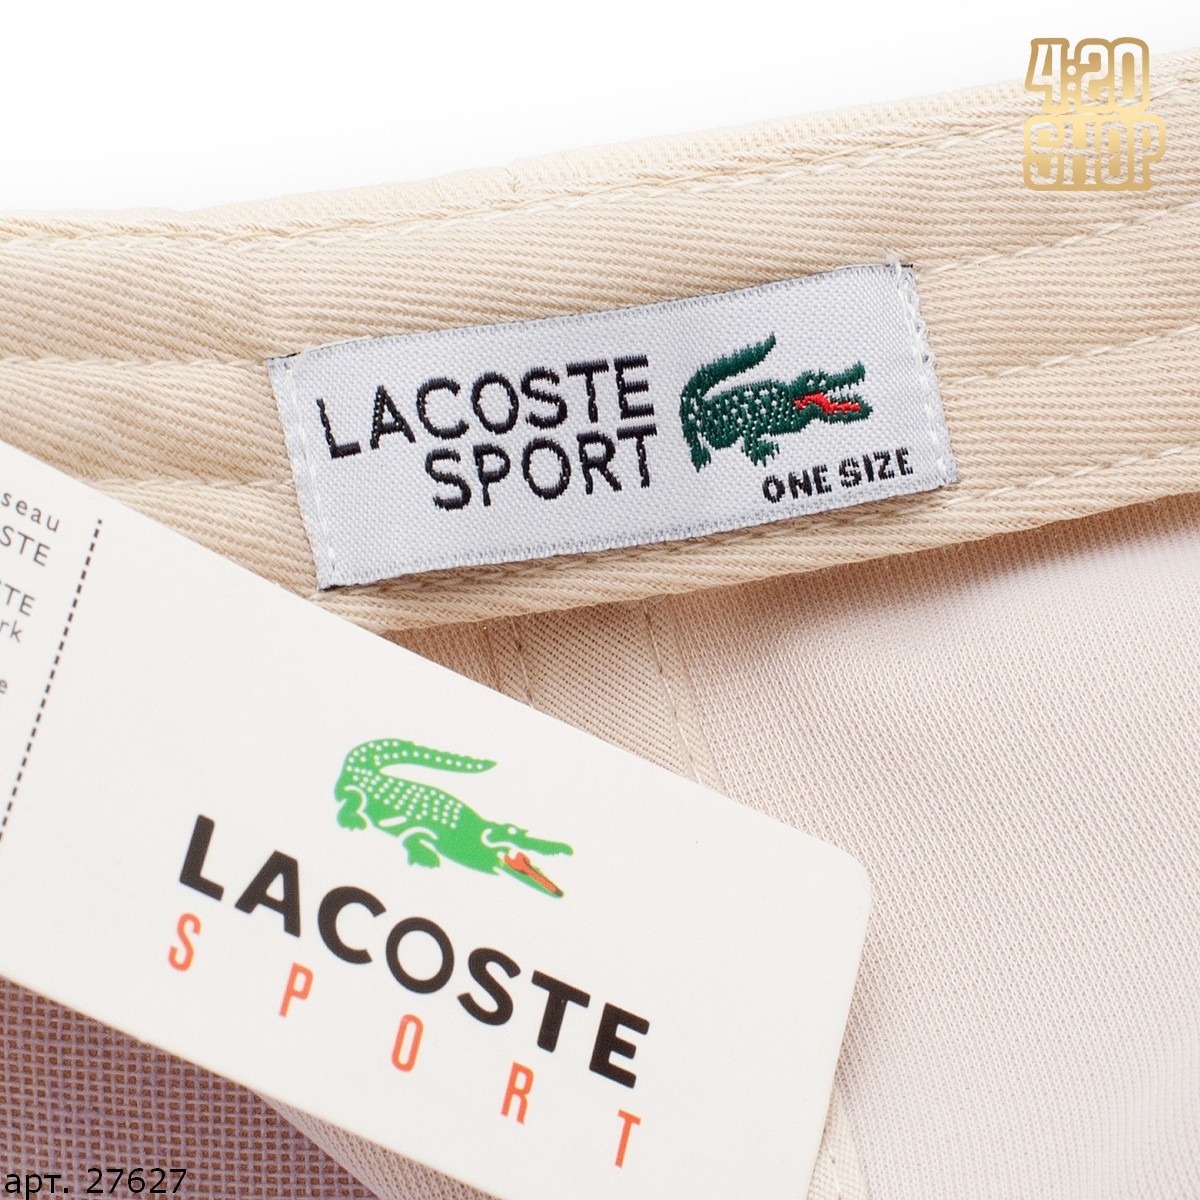 4:20
SHOP
LACOSTE
SPORT
ONE SIZE
seau
STE
TE
rk
e
LACOSTE
SPORT
арт. 27627